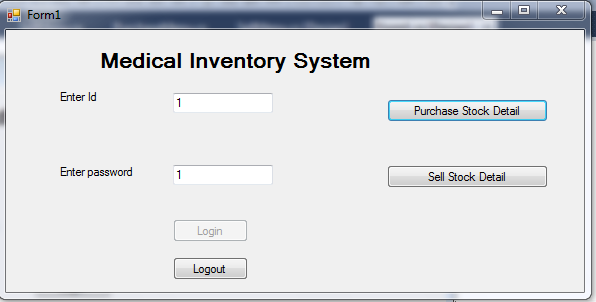 Form1
Medical Inventory System
Enter Id
1
Purchase Stock Detail
Enter password
1
Sell Stock Detail
Login
Logout